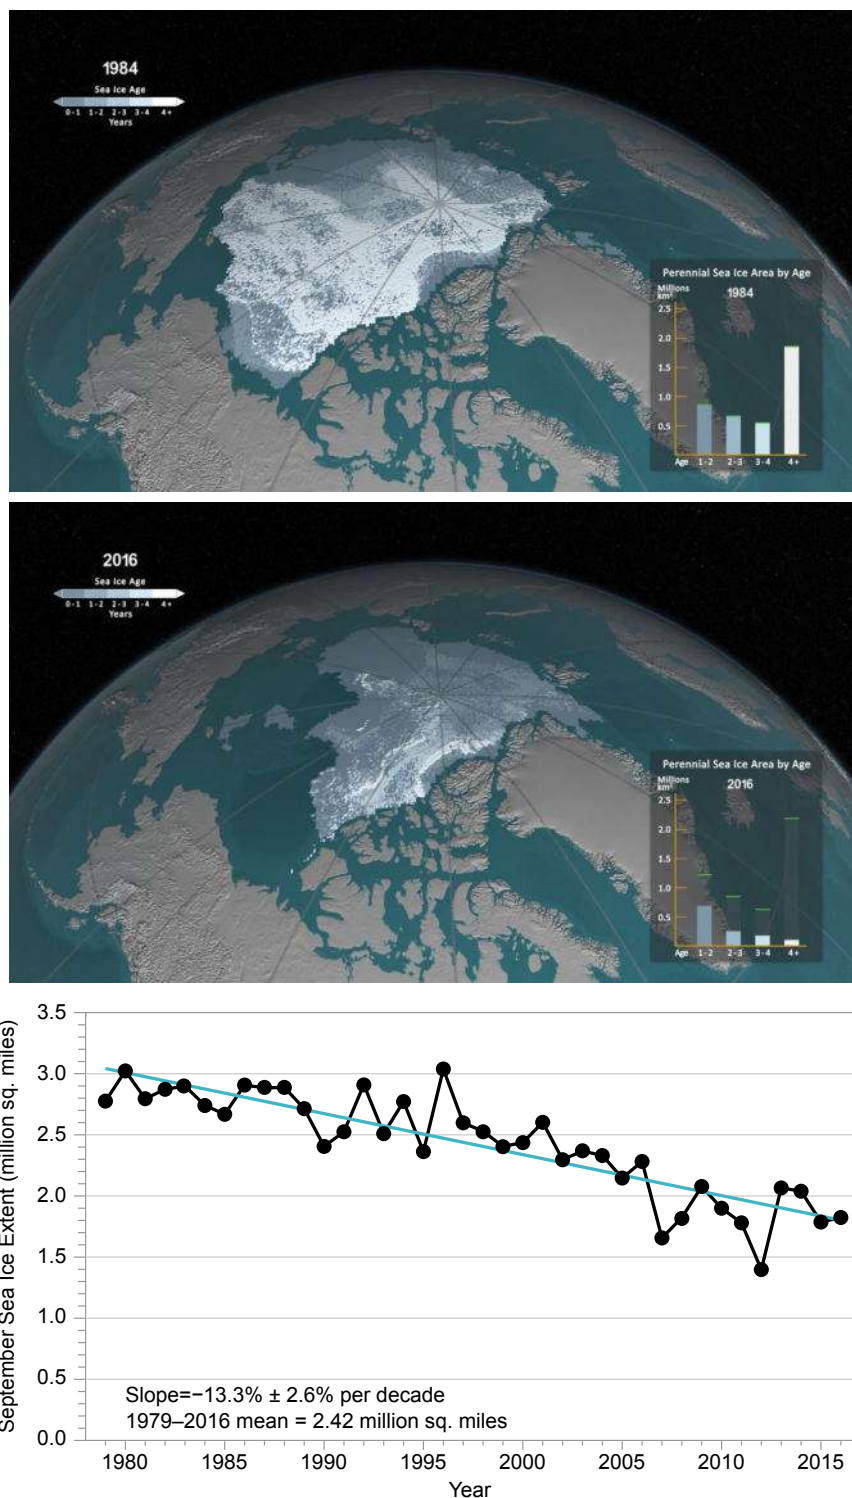 1984
Sea Ice Age
0-1 1-2 2-3 3-4 4+
Years
Perennial Sea Ice Area by Age
Millions
km²
1984
2.5
2.0
1.5
1.0
0.5
Age 1-2 2-3 3-4 4+
2016
Sea Ice Age
0-1 1-2 2-3 3-4 4+
Years
Perennial Sea Ice Area by Age
Millions
km²
2016
2.5
2.0
1.5
1.0
0.5
Age 1-2 2-3 3-4 4+
September Sea Ice Extent (million sq. miles)
3.5
3.0
2.5
2.0
1.5
1.0
0.5
0.0
Slope=−13.3% ± 2.6% per decade
1979–2016 mean = 2.42 million sq. miles
1980 1985 1990 1995 2000 2005 2010 2015
Year